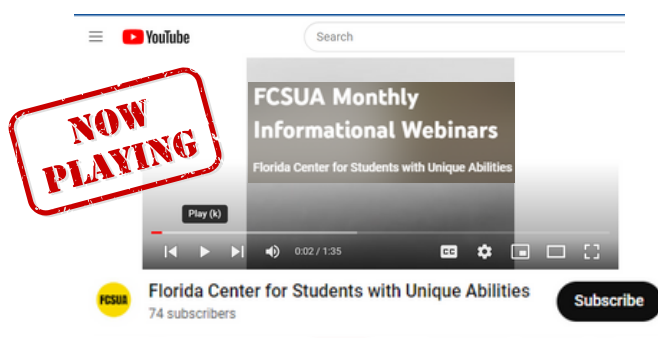 YouTube
Search
NOW
PLAYING
FCSUA Monthly
Informational Webinars
Florida Center for Students with Unique Abilities
Play (k)
0:02 / 1:35
CC
FCSUA
Florida Center for Students with Unique Abilities
74 subscribers
Subscribe